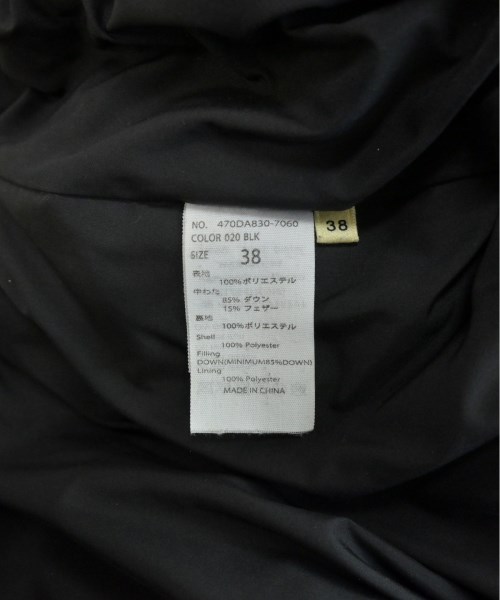 NO. 470DAB30-7060
COLOR 020 BLK
SIZE 38
表地
100%ポリエステル
中わた
85% ダウン
15% フェザー
裏地
100%ポリエステル
Shell
100% Polyester
Filling
DOWN(MINIMUM85%DOWN)
Lining
100% Polyester
MADE IN CHINA
38